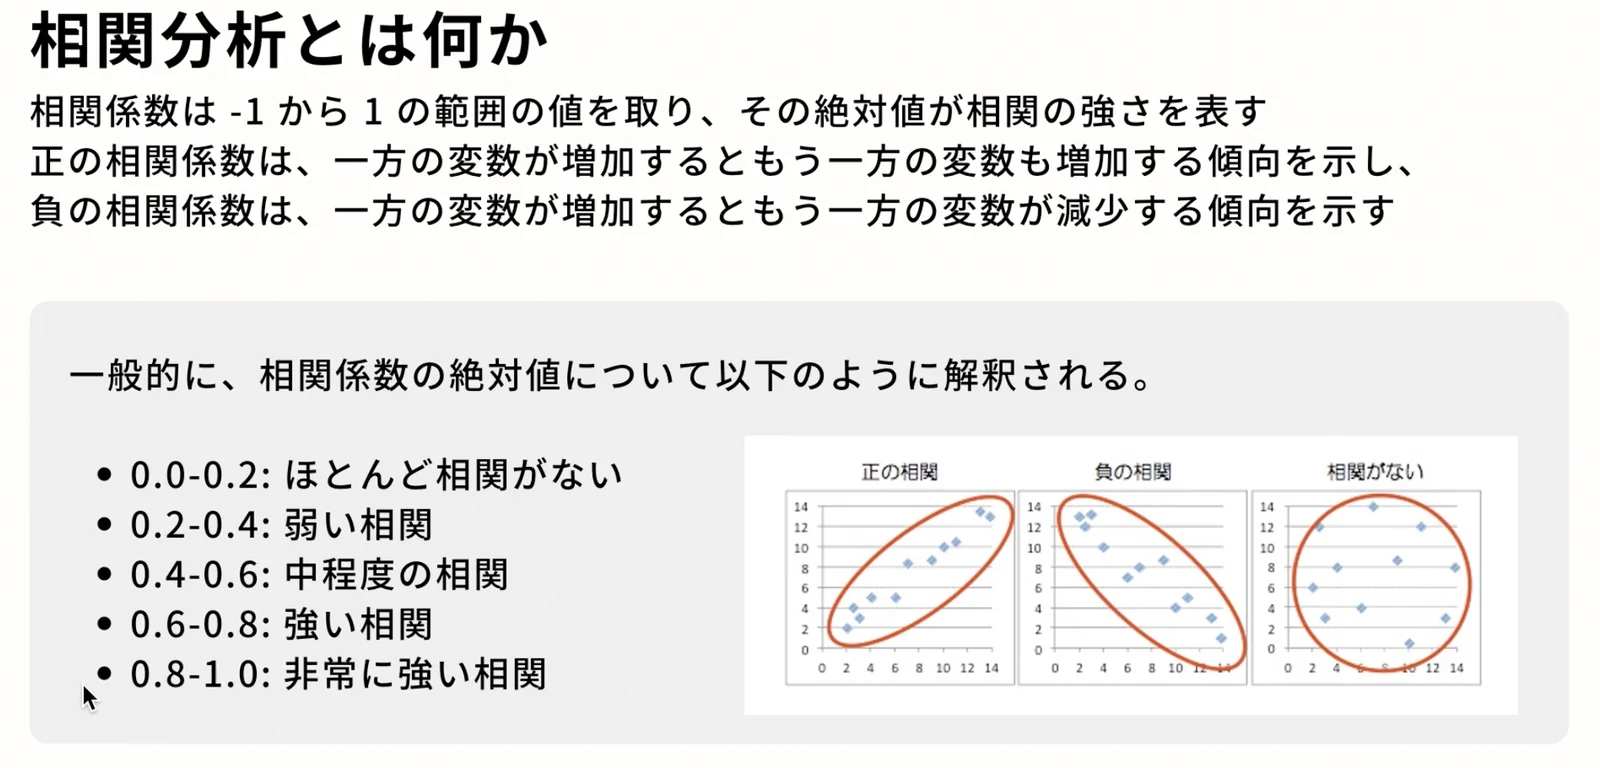 相関分析とは何か
相関係数は -1 から 1 の範囲の値を取り、その絶対値が相関の強さを表す
正の相関係数は、一方の変数が増加するともう一方の変数も増加する傾向を示し、
負の相関係数は、一方の変数が増加するともう一方の変数が減少する傾向を示す
一般的に、相関係数の絶対値について以下のように解釈される。
• 0.0-0.2: ほとんど相関がない
• 0.2-0.4: 弱い相関
• 0.4-0.6: 中程度の相関
• 0.6-0.8: 強い相関
• 0.8-1.0: 非常に強い相関
正の相関
14
12
10
8
6
4
2
0
0 2 4 6 8 10 12 14
負の相関
14
12
10
8
6
4
2
0
0 2 4 6 8 10 12 14
相関がない
14
12
10
8
6
4
2
0
0 2 4 6 8 10 12 14